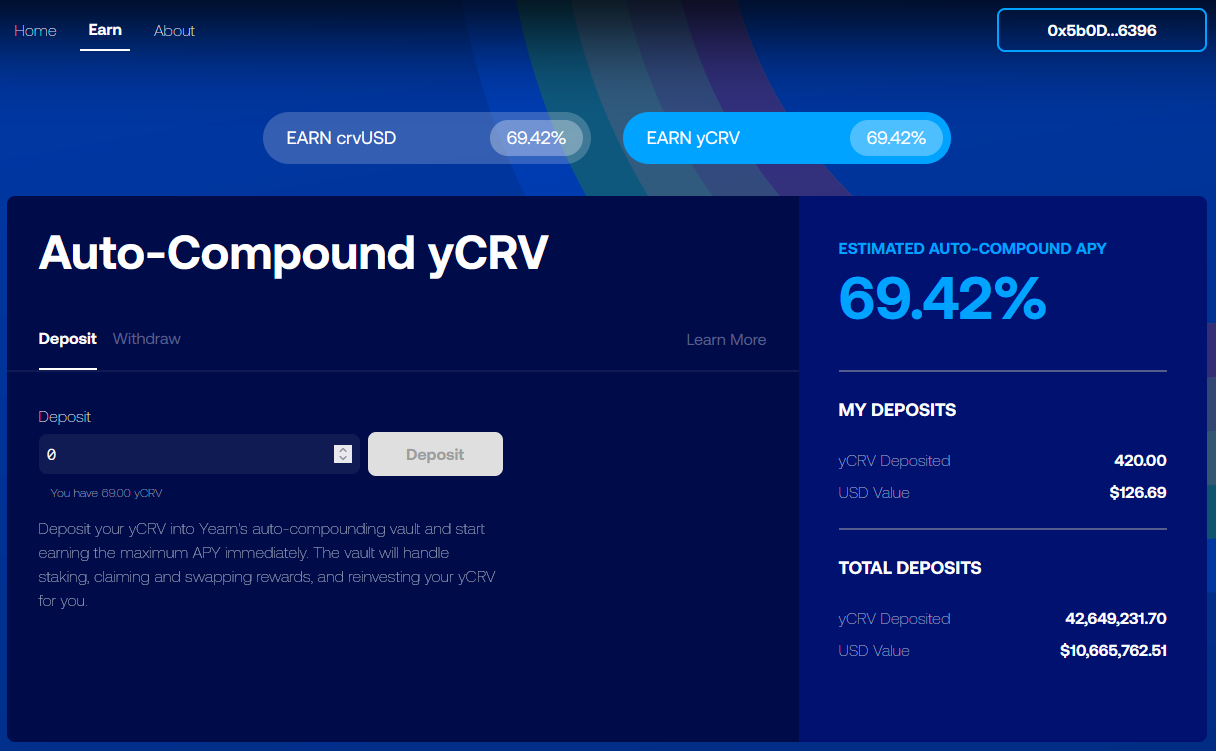 Home Earn About 0x5b0D...6396
EARN crvUSD 69.42% EARN yCRV 69.42%
Auto-Compound yCRV
Deposit Withdraw Learn More
Deposit
0 Deposit
You have 69.00 yCRV
Deposit your yCRV into Yearn's auto-compounding vault and start
earning the maximum APY immediately. The vault will handle
staking, claiming and swapping rewards, and reinvesting your yCRV
for you.
ESTIMATED AUTO-COMPOUND APY
69.42%
MY DEPOSITS
yCRV Deposited 420.00
USD Value $126.69
TOTAL DEPOSITS
yCRV Deposited 42,649,231.70
USD Value $10,665,762.51